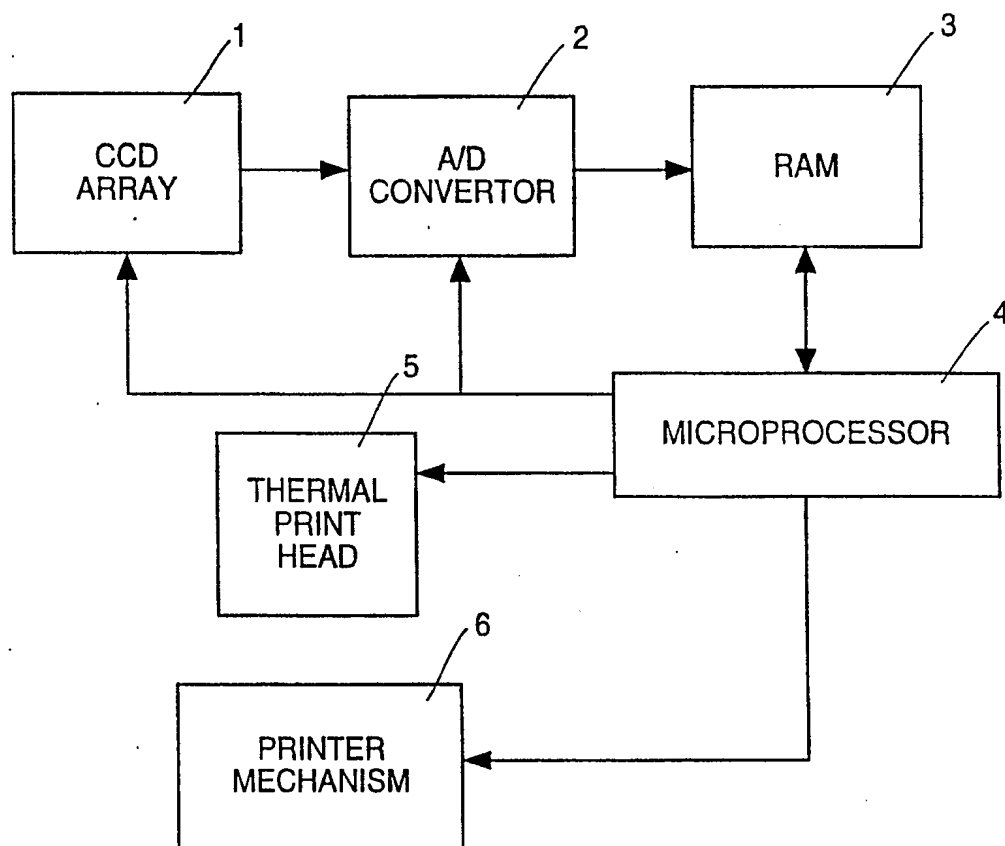 1
2
3
CCD
ARRAY
A/D
CONVERTOR
RAM
4
MICROPROCESSOR
5
THERMAL
PRINT
HEAD
6
PRINTER
MECHANISM